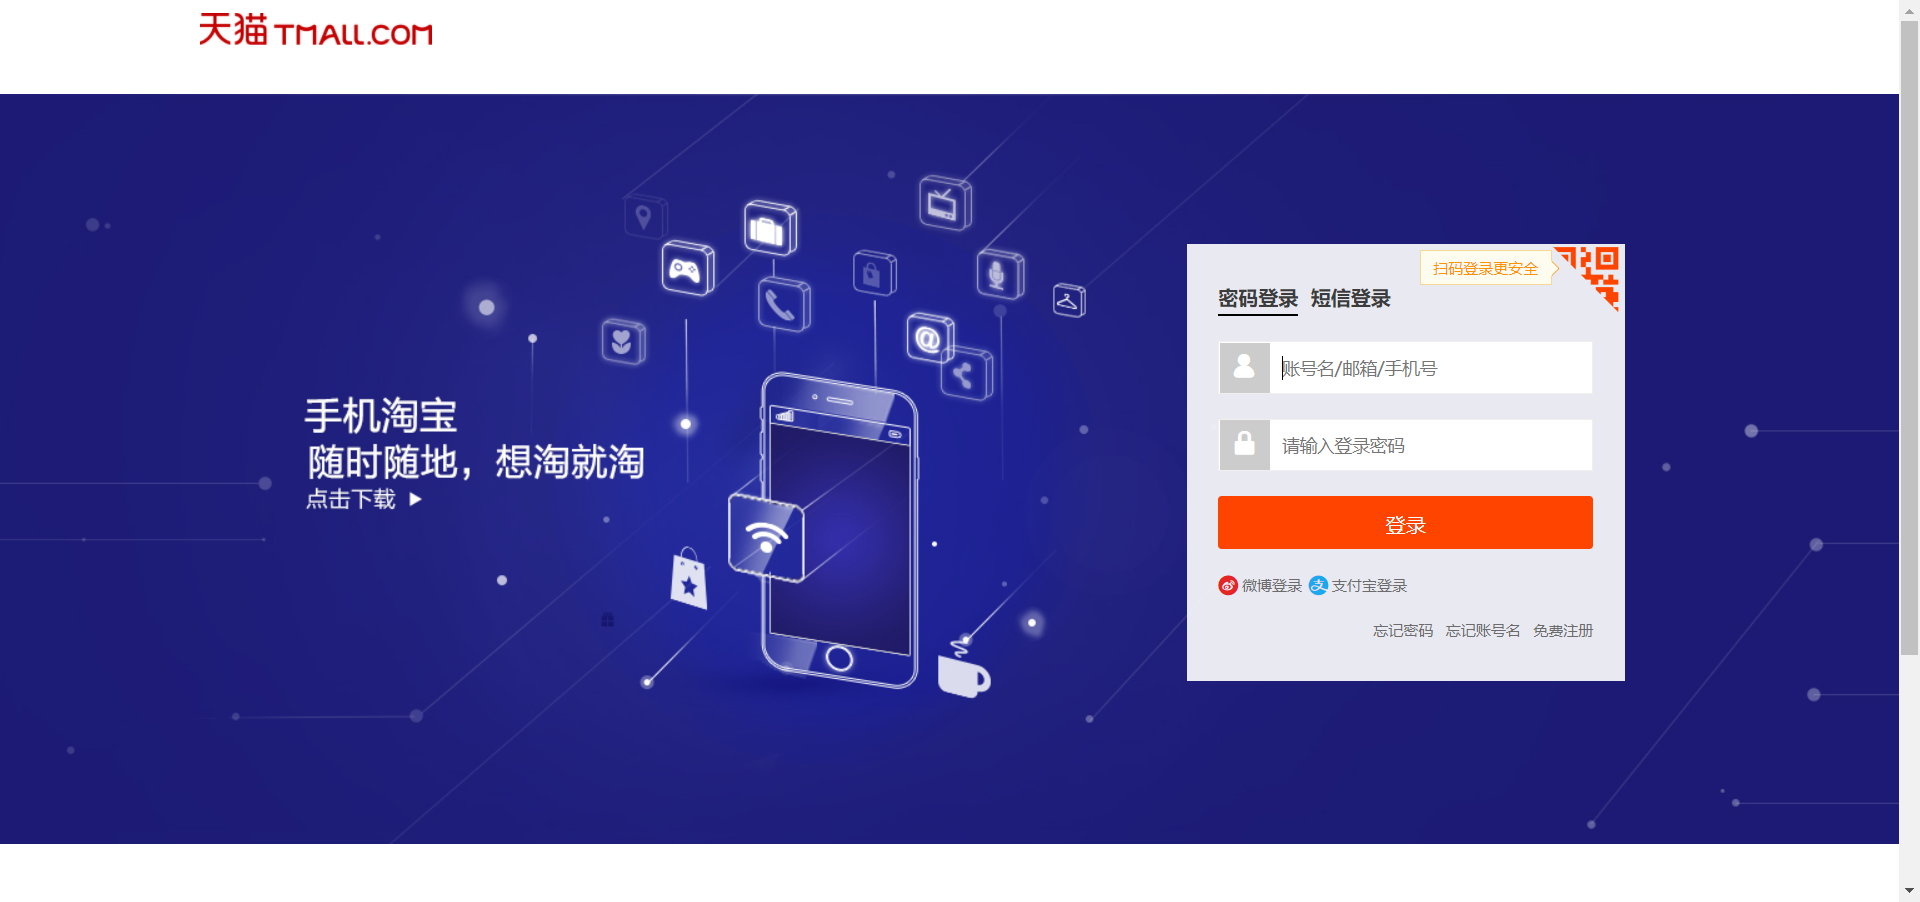 天猫 TMALL.COM
扫码登录更安全
密码登录 短信登录
账号名/邮箱/手机号
请输入登录密码
登录
微博登录 支付宝登录
忘记密码 忘记账号名 免费注册
手机淘宝
随时随地，想淘就淘
点击下载